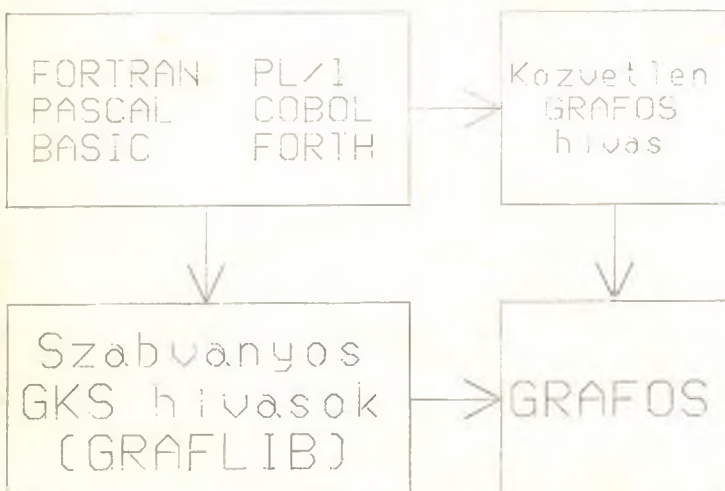 FORTRAN PL/1
PASCAL COBOL
BASIC FORTH
Kozvetlen
GRAFOS
hivas
Szabvanyos
GKS hivasok
(GRAFLIB)
GRAFOS